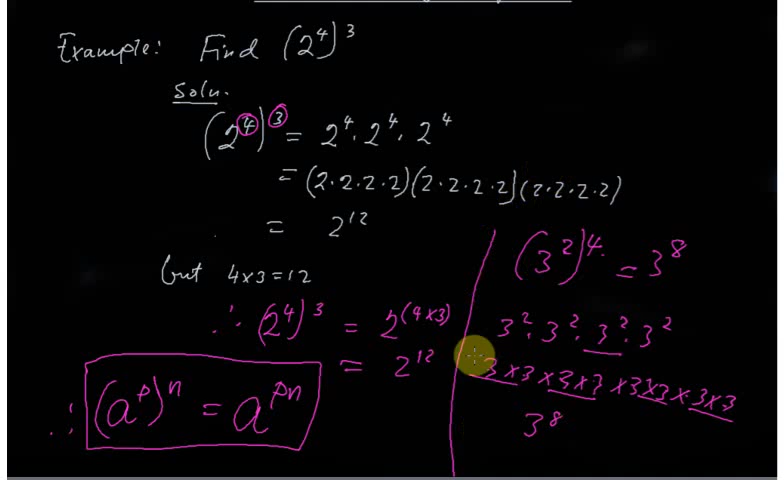 Example: Find (2⁴)³
Soln.
(2⁴)³ = 2⁴ · 2⁴ · 2⁴
= (2·2·2·2)(2·2·2·2)(2·2·2·2)
= 2¹²
but 4×3=12
∴ (2⁴)³ = 2^(4×3)
= 2¹²
∴ (a^p)^n = a^pn
(3²)⁴· = 3⁸
3² · 3² · 3² · 3²
3 × 3 × 3 × 3 × 3 × 3 × 3 × 3
3⁸